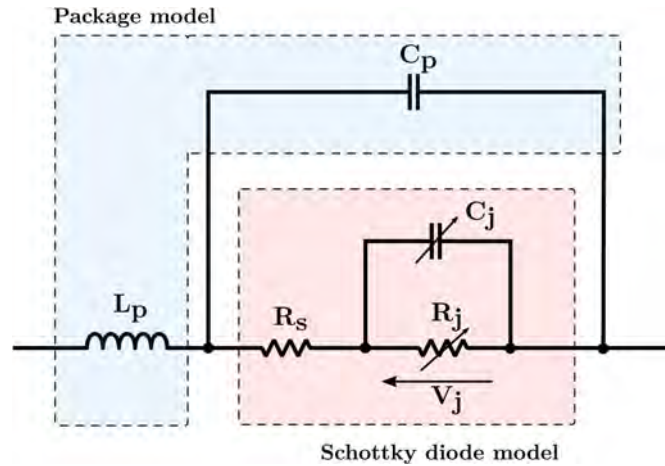 Package model
Cp
Cj
Lp
Rs
Rj
Vj
Schottky diode model